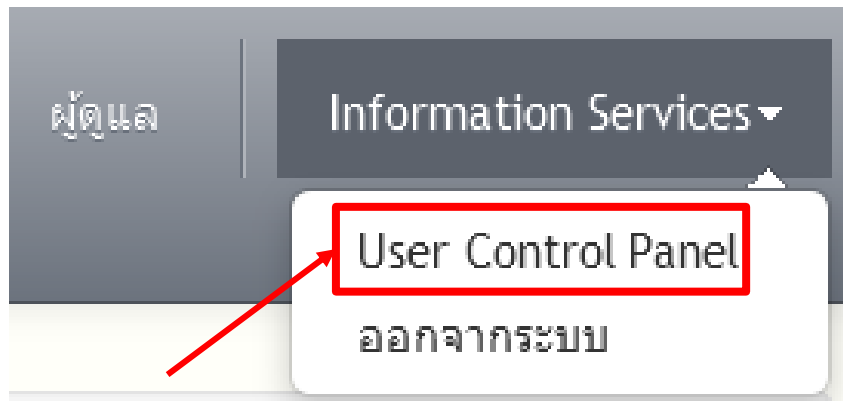 ผู้ดูแล
Information Services
User Control Panel
ออกจากระบบ